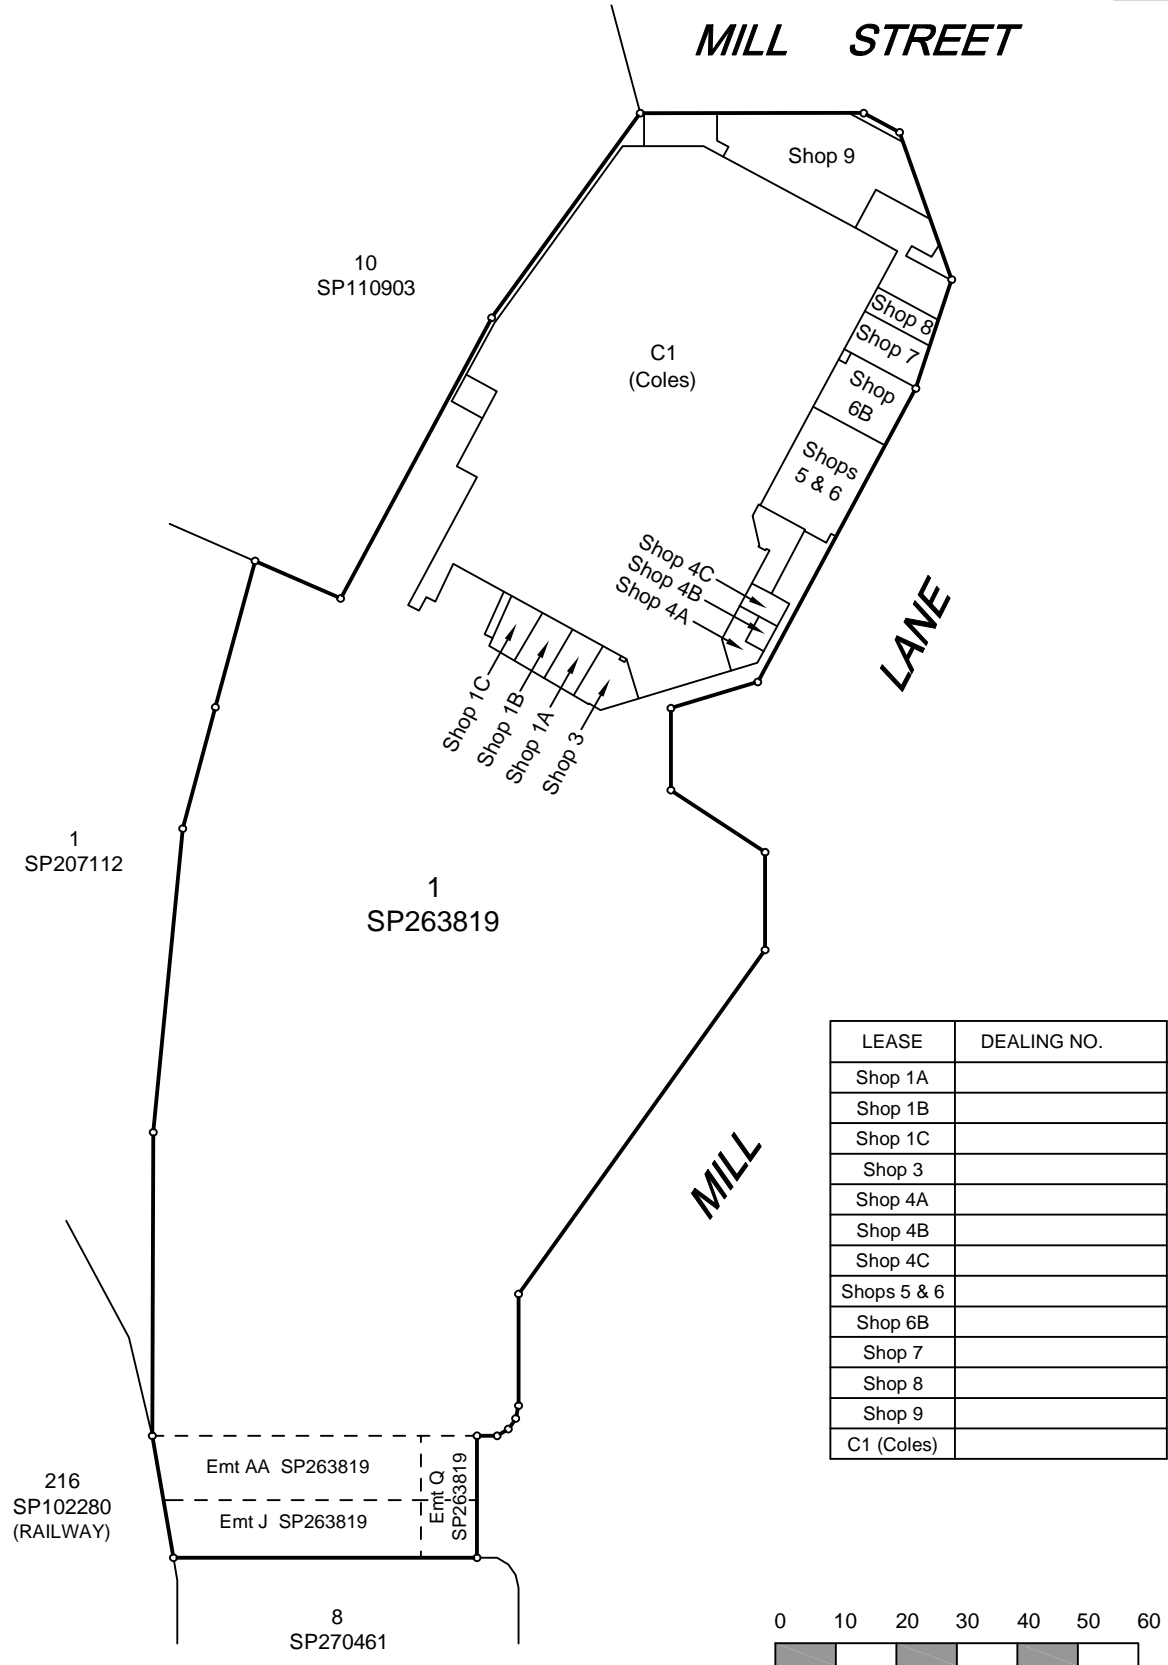 MILL STREET
Shop 9
10
SP110903
C1
(Coles)
Shop 8
Shop 7
Shop
6B
Shops
5 & 6
Shop 4C
Shop 4B
Shop 4A
LANE
Shop 1C
Shop 1B
Shop 1A
Shop 3
1
SP207112
1
SP263819
MILL
LEASE DEALING NO.
Shop 1A
Shop 1B
Shop 1C
Shop 3
Shop 4A
Shop 4B
Shop 4C
Shops 5 & 6
Shop 6B
Shop 7
Shop 8
Shop 9
C1 (Coles)
Emt AA SP263819
Emt Q
SP263819
Emt J SP263819
216
SP102280
(RAILWAY)
8
SP270461
0 10 20 30 40 50 60